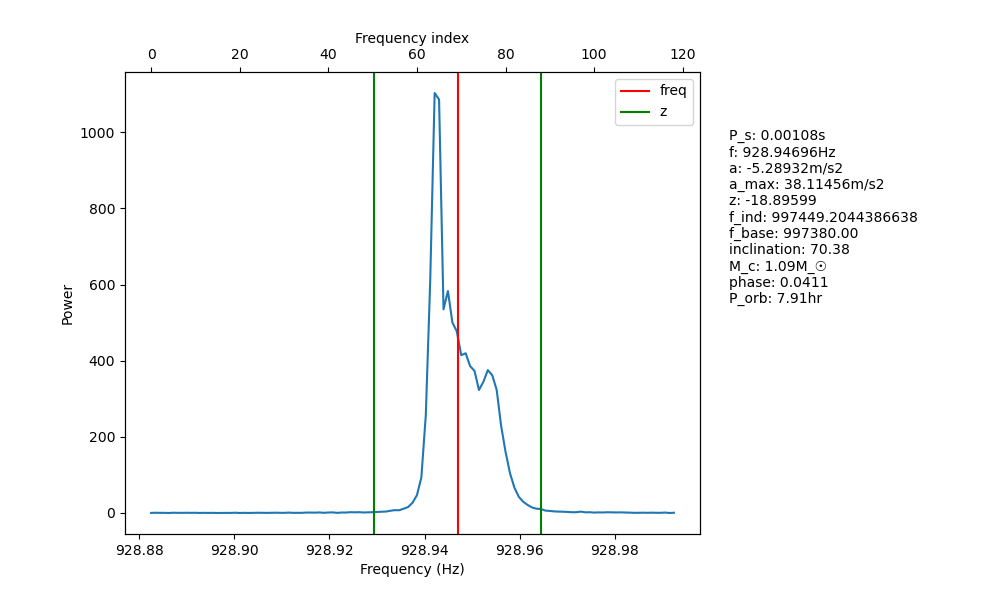 Frequency index
0 20 40 60 80 100 120
freq
z
1000
800
600
400
200
0
Power
928.88 928.90 928.92 928.94 928.96 928.98
Frequency (Hz)
P_s: 0.00108s
f: 928.94696Hz
a: -5.28932m/s2
a_max: 38.11456m/s2
z: -18.89599
f_ind: 997449.2044386638
f_base: 997380.00
inclination: 70.38
M_c: 1.09M_☉
phase: 0.0411
P_orb: 7.91hr